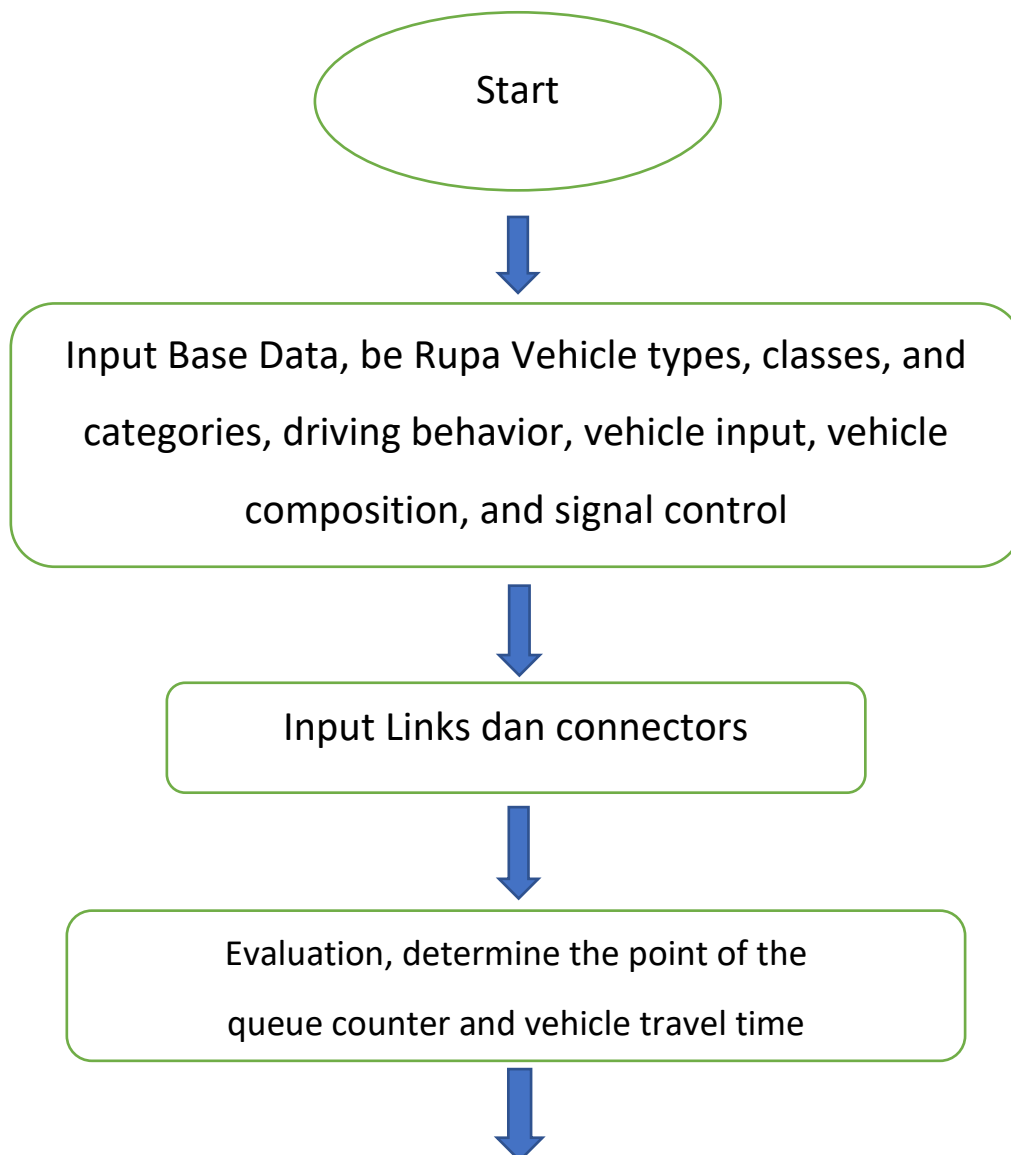 Start
Input Base Data, be Rupa Vehicle types, classes, and
categories, driving behavior, vehicle input, vehicle
composition, and signal control
Input Links dan connectors
Evaluation, determine the point of the
queue counter and vehicle travel time